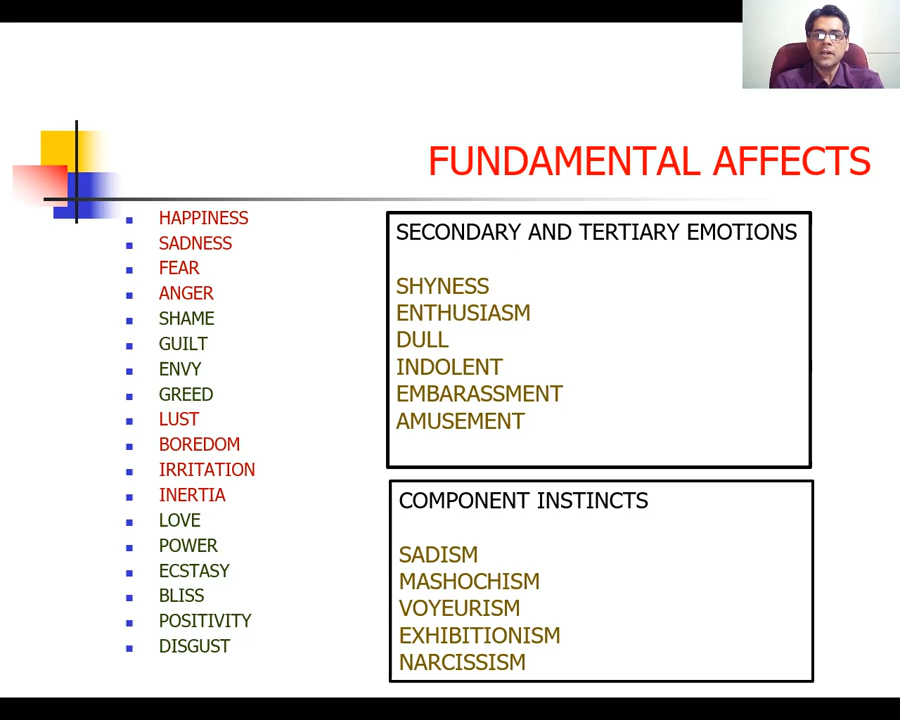 FUNDAMENTAL AFFECTS
HAPPINESS
SADNESS
FEAR
ANGER
SHAME
GUILT
ENVY
GREED
LUST
BOREDOM
IRRITATION
INERTIA
LOVE
POWER
ECSTASY
BLISS
POSITIVITY
DISGUST
SECONDARY AND TERTIARY EMOTIONS
SHYNESS
ENTHUSIASM
DULL
INDOLENT
EMBARASSMENT
AMUSEMENT
COMPONENT INSTINCTS
SADISM
MASHOCHISM
VOYEURISM
EXHIBITIONISM
NARCISSISM